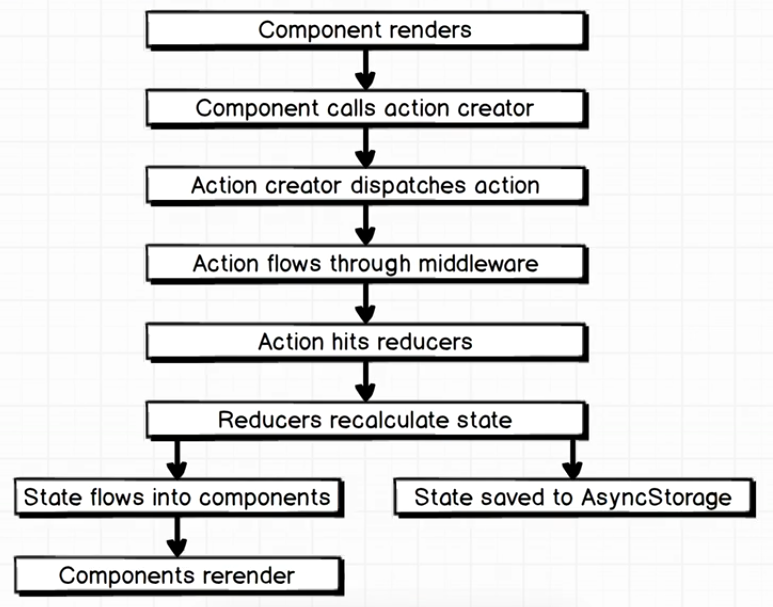 Component renders
Component calls action creator
Action creator dispatches action
Action flows through middleware
Action hits reducers
Reducers recalculate state
State flows into components
State saved to AsyncStorage
Components rerender